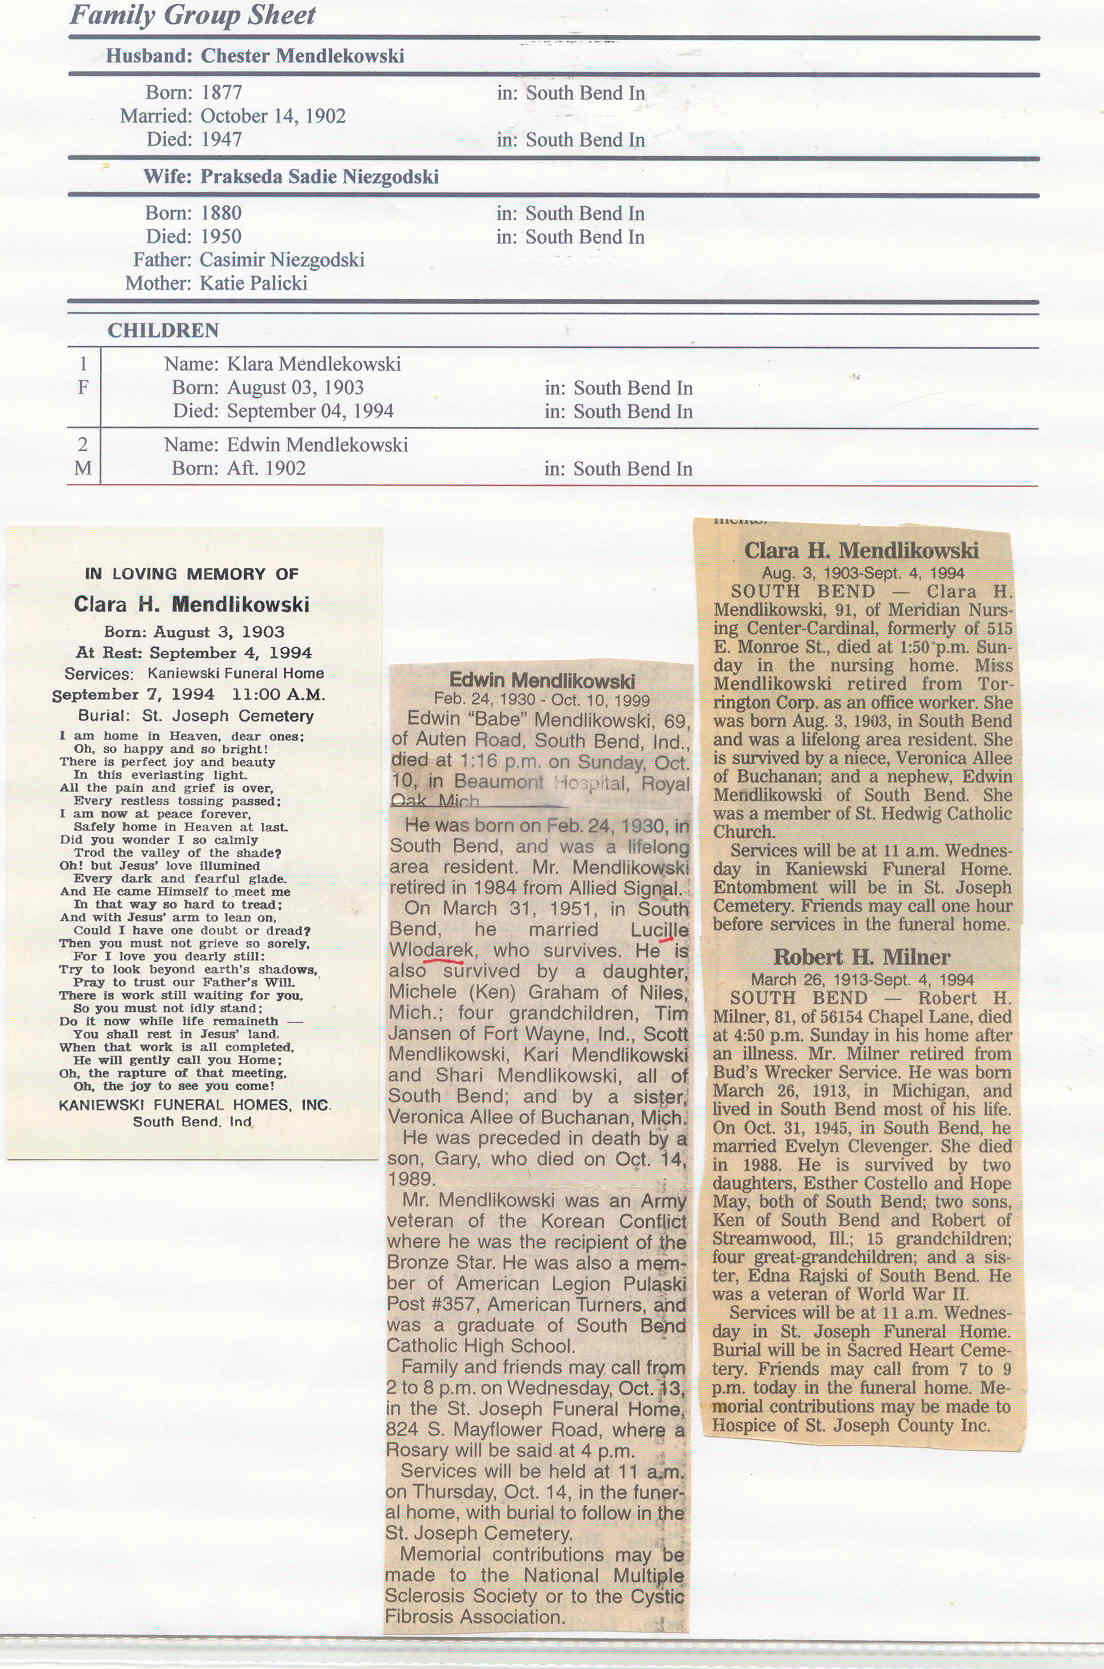 Family Group Sheet
Husband: Chester Mendlekowski
Born: 1877 in: South Bend In
Married: October 14, 1902
Died: 1947 in: South Bend In
Wife: Prakseda Sadie Niezgodski
Born: 1880 in: South Bend In
Died: 1950 in: South Bend In
Father: Casimir Niezgodski
Mother: Katie Palicki
CHILDREN
1 Name: Klara Mendlekowski
F Born: August 03, 1903 in: South Bend In
Died: September 04, 1994 in: South Bend In
2 Name: Edwin Mendlekowski
M Born: Aft. 1902 in: South Bend In
IN LOVING MEMORY OF
Clara H. Mendlikowski
Born: August 3, 1903
At Rest: September 4, 1994
Services: Kaniewski Funeral Home
September 7, 1994 11:00 A.M.
Burial: St. Joseph Cemetery
I am home in Heaven, dear ones;
Oh, so happy and so bright!
There is perfect joy and beauty
In this everlasting light.
All the pain and grief is over,
Every restless tossing passed;
I am now at peace forever,
Safely home in Heaven at last.
Did you wonder I so calmly
Trod the valley of the shade?
Oh! but Jesus' love illumined
Every dark and fearful glade.
And He came Himself to meet me
In that way so hard to tread;
And with Jesus' arm to lean on,
Could I have one doubt or dread?
Then you must not grieve so sorely,
For I love you dearly still:
Try to look beyond earth's shadows,
Pray to trust our Father's Will.
There is work still waiting for you,
So you must not idly stand;
Do it now while life remaineth —
You shall rest in Jesus' land.
When that work is all completed,
He will gently call you Home;
Oh, the rapture of that meeting,
Oh, the joy to see you come!
KANIEWSKI FUNERAL HOMES, INC.
South Bend, Ind.
Edwin Mendlikowski
Feb. 24, 1930 - Oct. 10, 1999
Edwin “Babe” Mendlikowski, 69,
of Auten Road, South Bend, Ind.,
died at 1:16 p.m. on Sunday, Oct.
10, in Beaumont Hospital, Royal
Oak Mich
He was born on Feb. 24, 1930, in
South Bend, and was a lifelong
area resident. Mr. Mendlikowski
retired in 1984 from Allied Signal.
On March 31, 1951, in South
Bend, he married Lucille
Wlodarek, who survives. He is
also survived by a daughter,
Michele (Ken) Graham of Niles,
Mich.; four grandchildren, Tim
Jansen of Fort Wayne, Ind., Scott
Mendlikowski, Kari Mendlikowski
and Shari Mendlikowski, all of
South Bend; and by a sister,
Veronica Allee of Buchanan, Mich.
He was preceded in death by a
son, Gary, who died on Oct. 14,
1989.
Mr. Mendlikowski was an Army
veteran of the Korean Conflict
where he was the recipient of the
Bronze Star. He was also a mem-
ber of American Legion Pulaski
Post #357, American Turners, and
was a graduate of South Bend
Catholic High School.
Family and friends may call from
2 to 8 p.m. on Wednesday, Oct. 13,
in the St. Joseph Funeral Home,
824 S. Mayflower Road, where a
Rosary will be said at 4 p.m.
Services will be held at 11 a.m.
on Thursday, Oct. 14, in the funer-
al home, with burial to follow in the
St. Joseph Cemetery.
Memorial contributions may be
made to the National Multiple
Sclerosis Society or to the Cystic
Fibrosis Association.
Clara H. Mendlikowski
Aug. 3, 1903-Sept. 4, 1994
SOUTH BEND — Clara H.
Mendlikowski, 91, of Meridian Nurs-
ing Center-Cardinal, formerly of 515
E. Monroe St., died at 1:50 p.m. Sun-
day in the nursing home. Miss
Mendlikowski retired from Tor-
rington Corp. as an office worker. She
was born Aug. 3, 1903, in South Bend
and was a lifelong area resident. She
is survived by a niece, Veronica Allee
of Buchanan; and a nephew, Edwin
Mendlikowski of South Bend. She
was a member of St. Hedwig Catholic
Church.
Services will be at 11 a.m. Wednes-
day in Kaniewski Funeral Home.
Entombment will be in St. Joseph
Cemetery. Friends may call one hour
before services in the funeral home.
Robert H. Milner
March 26, 1913-Sept. 4, 1994
SOUTH BEND — Robert H.
Milner, 81, of 56154 Chapel Lane, died
at 4:50 p.m. Sunday in his home after
an illness. Mr. Milner retired from
Bud's Wrecker Service. He was born
March 26, 1913, in Michigan, and
lived in South Bend most of his life.
On Oct. 31, 1945, in South Bend, he
married Evelyn Clevenger. She died
in 1988. He is survived by two
daughters, Esther Costello and Hope
May, both of South Bend; two sons,
Ken of South Bend and Robert of
Streamwood, Ill.; 15 grandchildren;
four great-grandchildren; and a sis-
ter, Edna Rajski of South Bend. He
was a veteran of World War II.
Services will be at 11 a.m. Wednes-
day in St. Joseph Funeral Home.
Burial will be in Sacred Heart Ceme-
tery. Friends may call from 7 to 9
p.m. today in the funeral home. Me-
morial contributions may be made to
Hospice of St. Joseph County Inc.